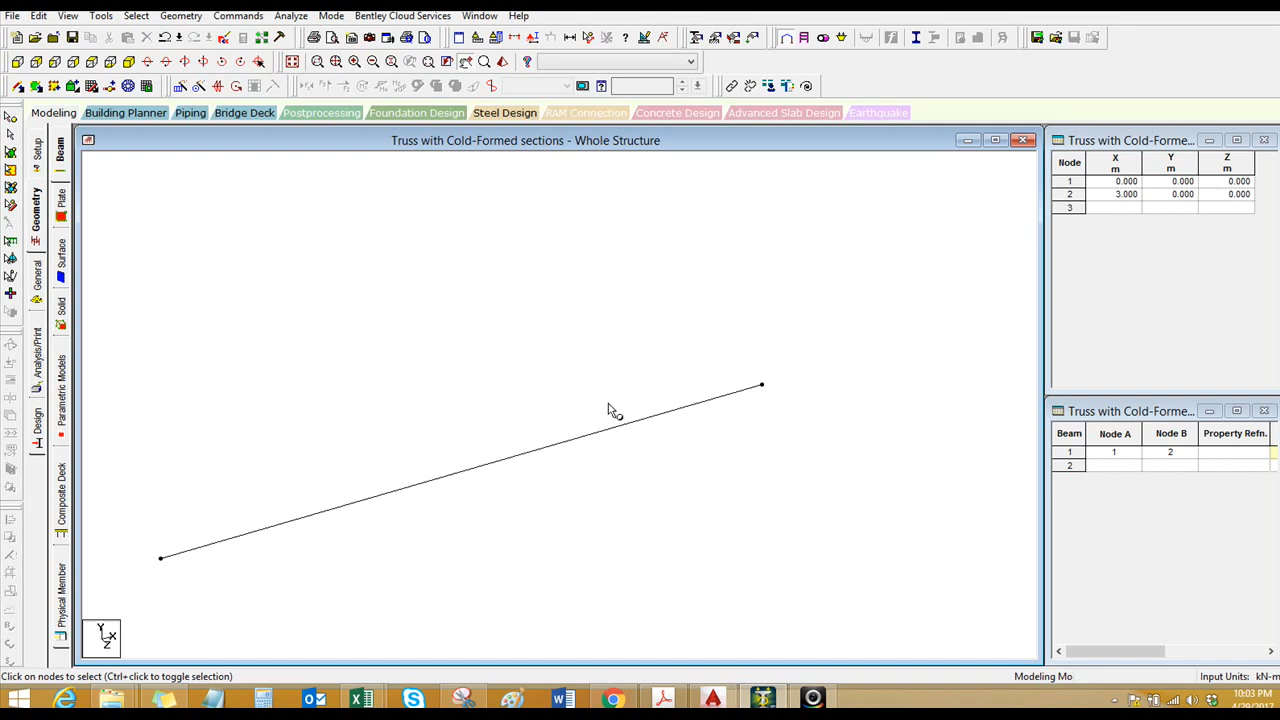 File Edit View Tools Select Geometry Commands Analyze Mode Bentley Cloud Services Window Help
Modeling Building Planner Piping Bridge Deck Postprocessing Foundation Design Steel Design RAM Connection Concrete Design Advanced Slab Design Earthquake
Setup
Geometry
General
Analysis/Print
Design
Beam
Plate
Surface
Solid
Parametric Models
Composite Deck
Physical Member
Truss with Cold-Formed sections - Whole Structure
Y
X
Z
Truss with Cold-Forme...
Node X m Y m Z m
1 0.000 0.000 0.000
2 3.000 0.000 0.000
3
Truss with Cold-Forme...
Beam Node A Node B Property Refn.
1 1 2
2
Click on nodes to select (Ctrl+click to toggle selection) Modeling Mo Input Units: kN-m
10:03 PM
4/29/2017